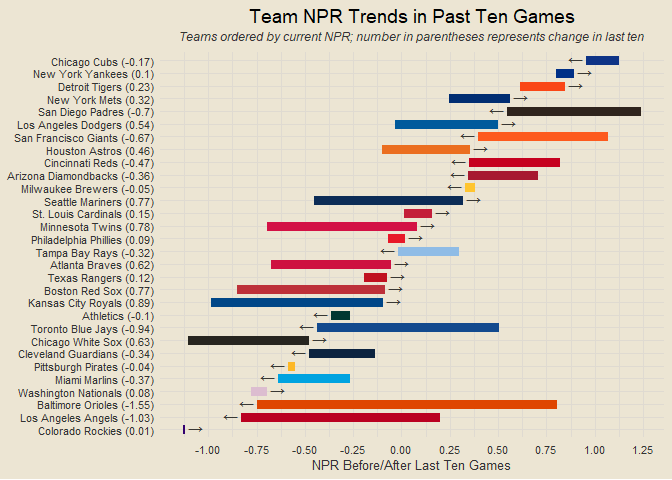 Team NPR Trends in Past Ten Games
Teams ordered by current NPR; number in parentheses represents change in last ten
Chicago Cubs (-0.17)
New York Yankees (0.1)
Detroit Tigers (0.23)
New York Mets (0.32)
San Diego Padres (-0.7)
Los Angeles Dodgers (0.54)
San Francisco Giants (-0.67)
Houston Astros (0.46)
Cincinnati Reds (-0.47)
Arizona Diamondbacks (-0.36)
Milwaukee Brewers (-0.05)
Seattle Mariners (0.77)
St. Louis Cardinals (0.15)
Minnesota Twins (0.78)
Philadelphia Phillies (0.09)
Tampa Bay Rays (-0.32)
Atlanta Braves (0.62)
Texas Rangers (0.12)
Boston Red Sox (0.77)
Kansas City Royals (0.89)
Athletics (-0.1)
Toronto Blue Jays (-0.94)
Chicago White Sox (0.63)
Cleveland Guardians (-0.34)
Pittsburgh Pirates (-0.04)
Miami Marlins (-0.37)
Washington Nationals (0.08)
Baltimore Orioles (-1.55)
Los Angeles Angels (-1.03)
Colorado Rockies (0.01)
-1.00 -0.75 -0.50 -0.25 0.00 0.25 0.50 0.75 1.00 1.25
NPR Before/After Last Ten Games